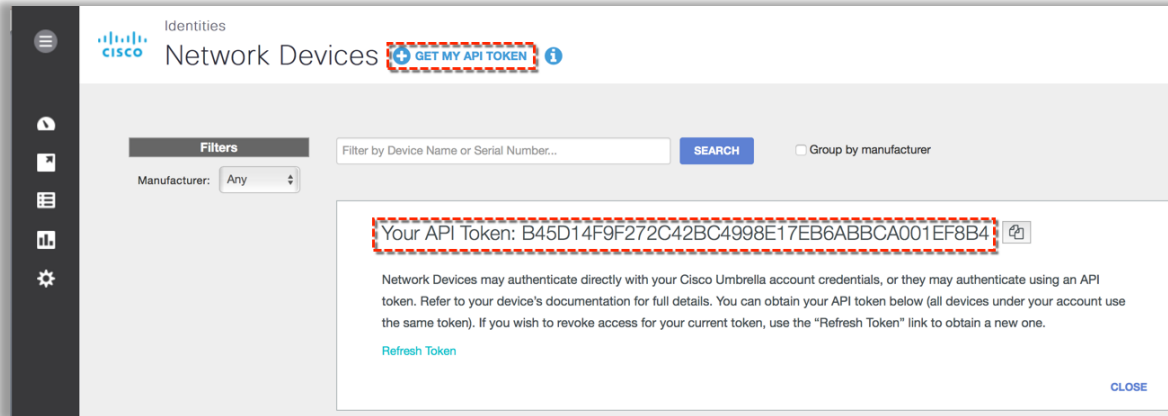 Identities
CISCO
Network Devices
GET MY API TOKEN
Filters
SEARCH
Group by manufacturer
Filter by Device Name or Serial Number...
Manufacturer:
Any
Your API Token: B45D14F9F272C42BC4998E17EB6ABBCA001EF8B4
Network Devices may authenticate directly with your Cisco Umbrella account credentials, or they may authenticate using an API
token. Refer to your device's documentation for full details. You can obtain your API token below (all devices under your account use
the same token). If you wish to revoke access for your current token, use the “Refresh Token” link to obtain a new one.
Refresh Token
CLOSE